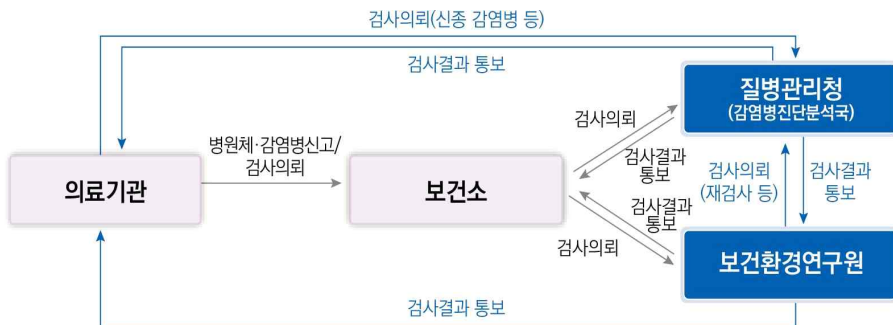 검사의뢰(신종 감염병 등)
검사결과 통보
질병관리청
(감염병진단분석국)
병원체·감염병신고/
검사의뢰
검사의뢰
검사결과
통보
검사의뢰
(재검사 등)
검사결과
통보
의료기관
보건소
검사결과
통보
검사의뢰
보건환경연구원
검사결과 통보